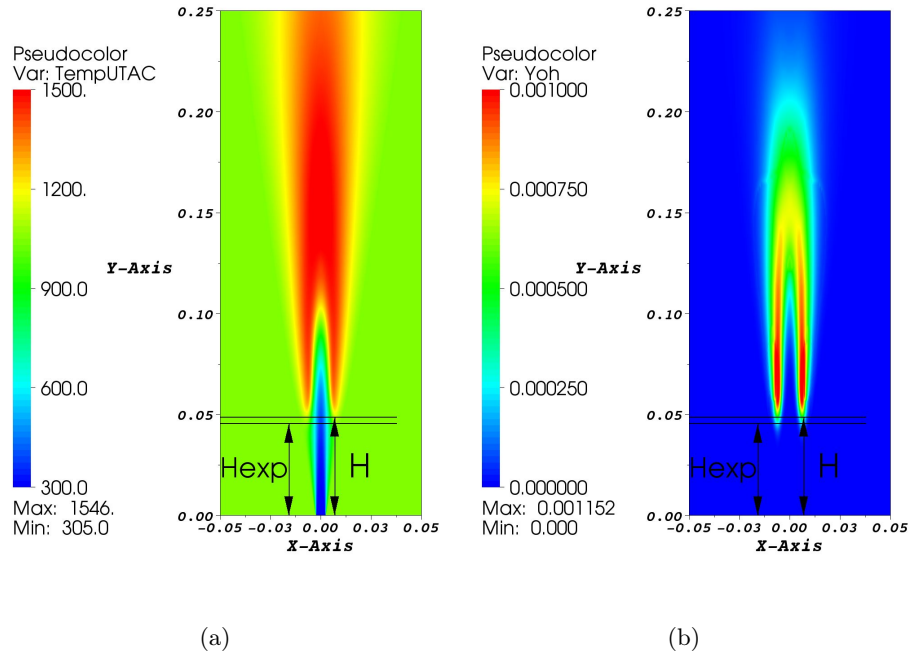 Pseudocolor
Var: TempUTAC
1500.
1200.
900.0
600.0
300.0
Max: 1546.
Min: 305.0
0.25
0.20
0.15
Y-Axis
0.10
0.05
0.00
Hexp
H
-0.05 -0.03 0.00 0.03 0.05
X-Axis
(a)
Pseudocolor
Var: Yoh
0.001000
0.000750
0.000500
0.000250
0.000000
Max: 0.001152
Min: 0.000
0.25
0.20
0.15
Y-Axis
0.10
0.05
0.00
Hexp
H
-0.05 -0.03 0.00 0.03 0.05
X-Axis
(b)